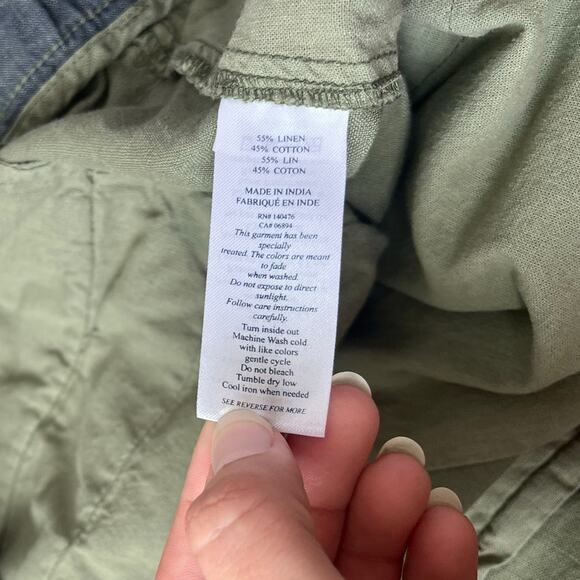 55% LINEN
45% COTTON
55% LIN
45% COTON
MADE IN INDIA
FABRIQUÉ EN INDE
RN# 140476
CA# 06894
This garment has been
specially
treated. The colors are meant
to fade
when washed.
Do not expose to direct
sunlight.
Follow care instructions
carefully.
Turn inside out
Machine Wash cold
with like colors
gentle cycle
Do not bleach
Tumble dry low
Cool iron when needed
SEE REVERSE FOR MORE